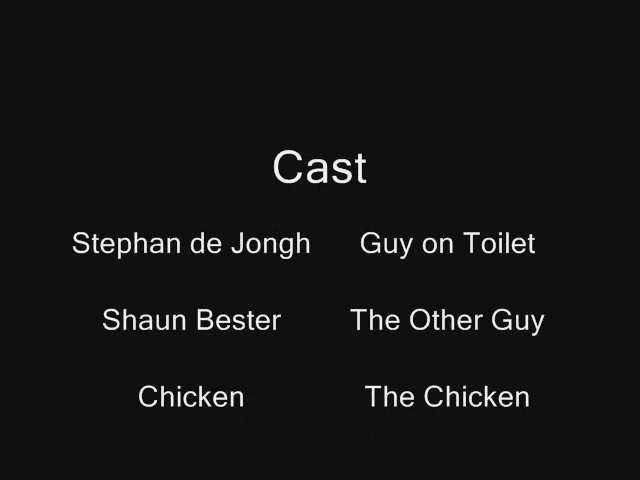 Cast
Stephan de Jongh Guy on Toilet
Shaun Bester The Other Guy
Chicken The Chicken